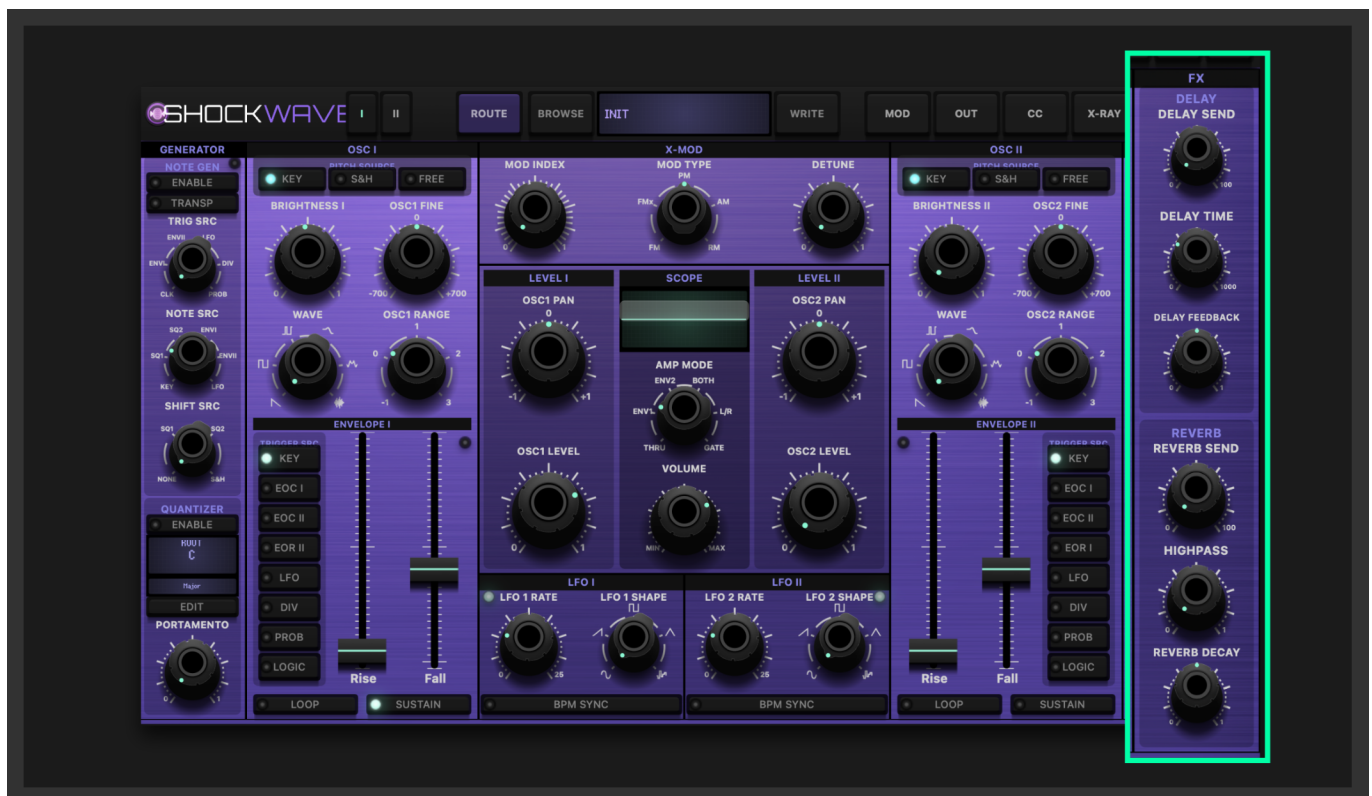 SHOCKWAVE
I
II
ROUTE
BROWSE
INIT
WRITE
MOD
OUT
CC
X-RAY
GENERATOR
NOTE GEN
ENABLE
TRANSP
TRIG SRC
ENVII
LFO
ENVI
DIV
CLK
PROB
NOTE SRC
SQ2
ENVI
SQ1
ENVII
KEY
LFO
SHIFT SRC
SQ1
SQ2
NONE
S&H
QUANTIZER
ENABLE
C
Major
EDIT
PORTAMENTO
0
1
OSC I
PITCH SOURCE
KEY
S&H
FREE
BRIGHTNESS I
OSC1 FINE
0
0
1
-700
+700
WAVE
OSC1 RANGE
1
0
2
-1
3
ENVELOPE I
TRIGGER SRC
KEY
EOC I
EOC II
EOR II
LFO
DIV
PROB
LOGIC
Rise
Fall
LOOP
SUSTAIN
X-MOD
MOD INDEX
MOD TYPE
DETUNE
PM
FMx
AM
0
1
FM
RM
0
1
LEVEL I
SCOPE
LEVEL II
OSC1 PAN
0
-1
+1
OSC1 LEVEL
0
1
AMP MODE
ENV2
BOTH
ENV1
L/R
THRU
GATE
VOLUME
MIN
MAX
OSC2 PAN
0
-1
+1
OSC2 LEVEL
0
1
LFO I
LFO 1 RATE
LFO 1 SHAPE
0
25
BPM SYNC
LFO II
LFO 2 RATE
LFO 2 SHAPE
0
25
BPM SYNC
OSC II
PITCH SOURCE
KEY
S&H
FREE
BRIGHTNESS II
OSC2 FINE
0
0
1
-700
+700
WAVE
OSC2 RANGE
1
0
2
-1
3
ENVELOPE II
TRIGGER SRC
KEY
EOC I
EOC II
EOR I
LFO
DIV
PROB
LOGIC
Rise
Fall
LOOP
SUSTAIN
FX
DELAY
DELAY SEND
0
100
DELAY TIME
0
1000
DELAY FEEDBACK
0
1
REVERB
REVERB SEND
0
100
HIGHPASS
0
1
REVERB DECAY
0
1